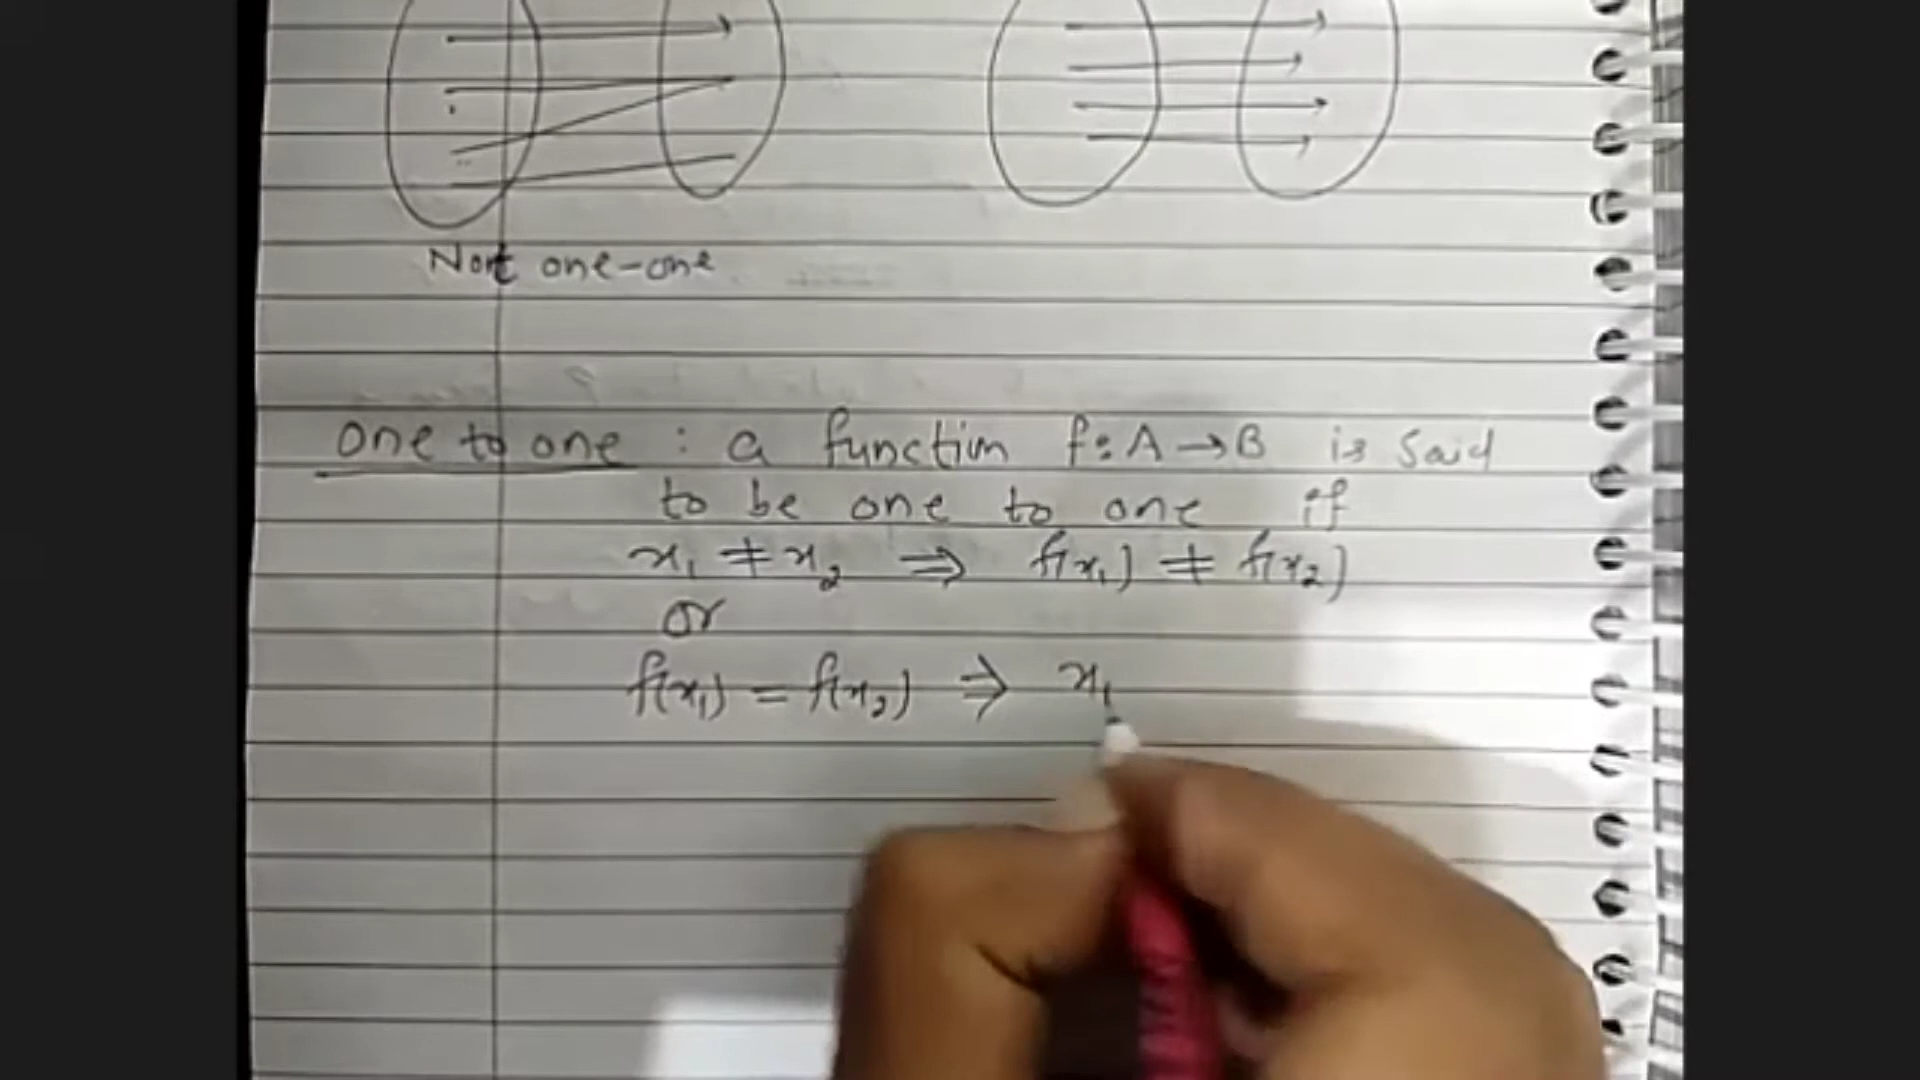 Not one-one
one to one : a function f: A → B is said
to be one to one if
x₁ ≠ x₂ ⇒ f(x₁) ≠ f(x₂)
or
f(x₁) = f(x₂) ⇒ x₁